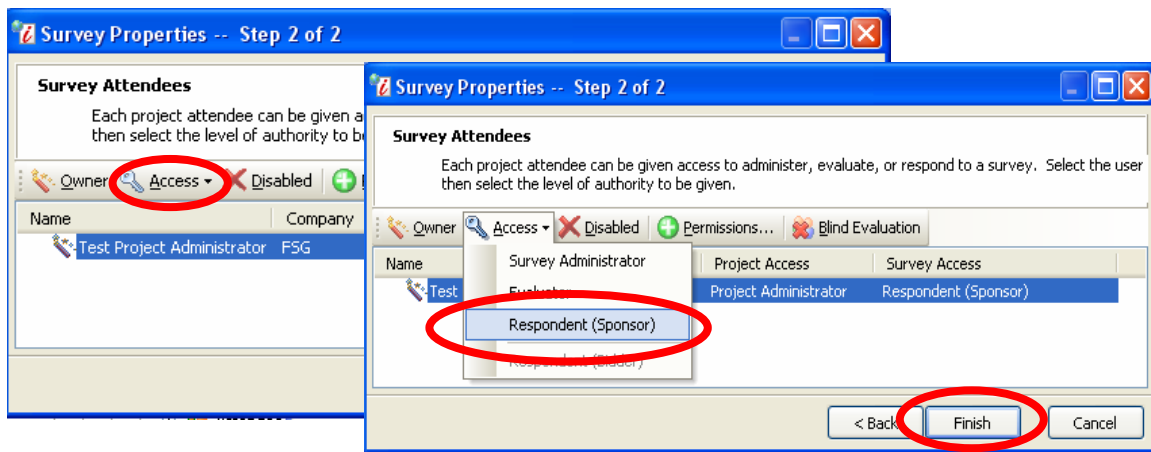 Survey Properties -- Step 2 of 2
Survey Attendees
Each project attendee can be given a
then select the level of authority to b
Owner Access Disabled
Name Company
Test Project Administrator FSG
Survey Properties -- Step 2 of 2
Survey Attendees
Each project attendee can be given access to administer, evaluate, or respond to a survey. Select the user
then select the level of authority to be given.
Owner Access Disabled Permissions... Blind Evaluation
Name Project Access Survey Access
Test Project Administrator Respondent (Sponsor)
Survey Administrator
Evaluator
Respondent (Sponsor)
Respondent (Bidder)
< Back Finish Cancel